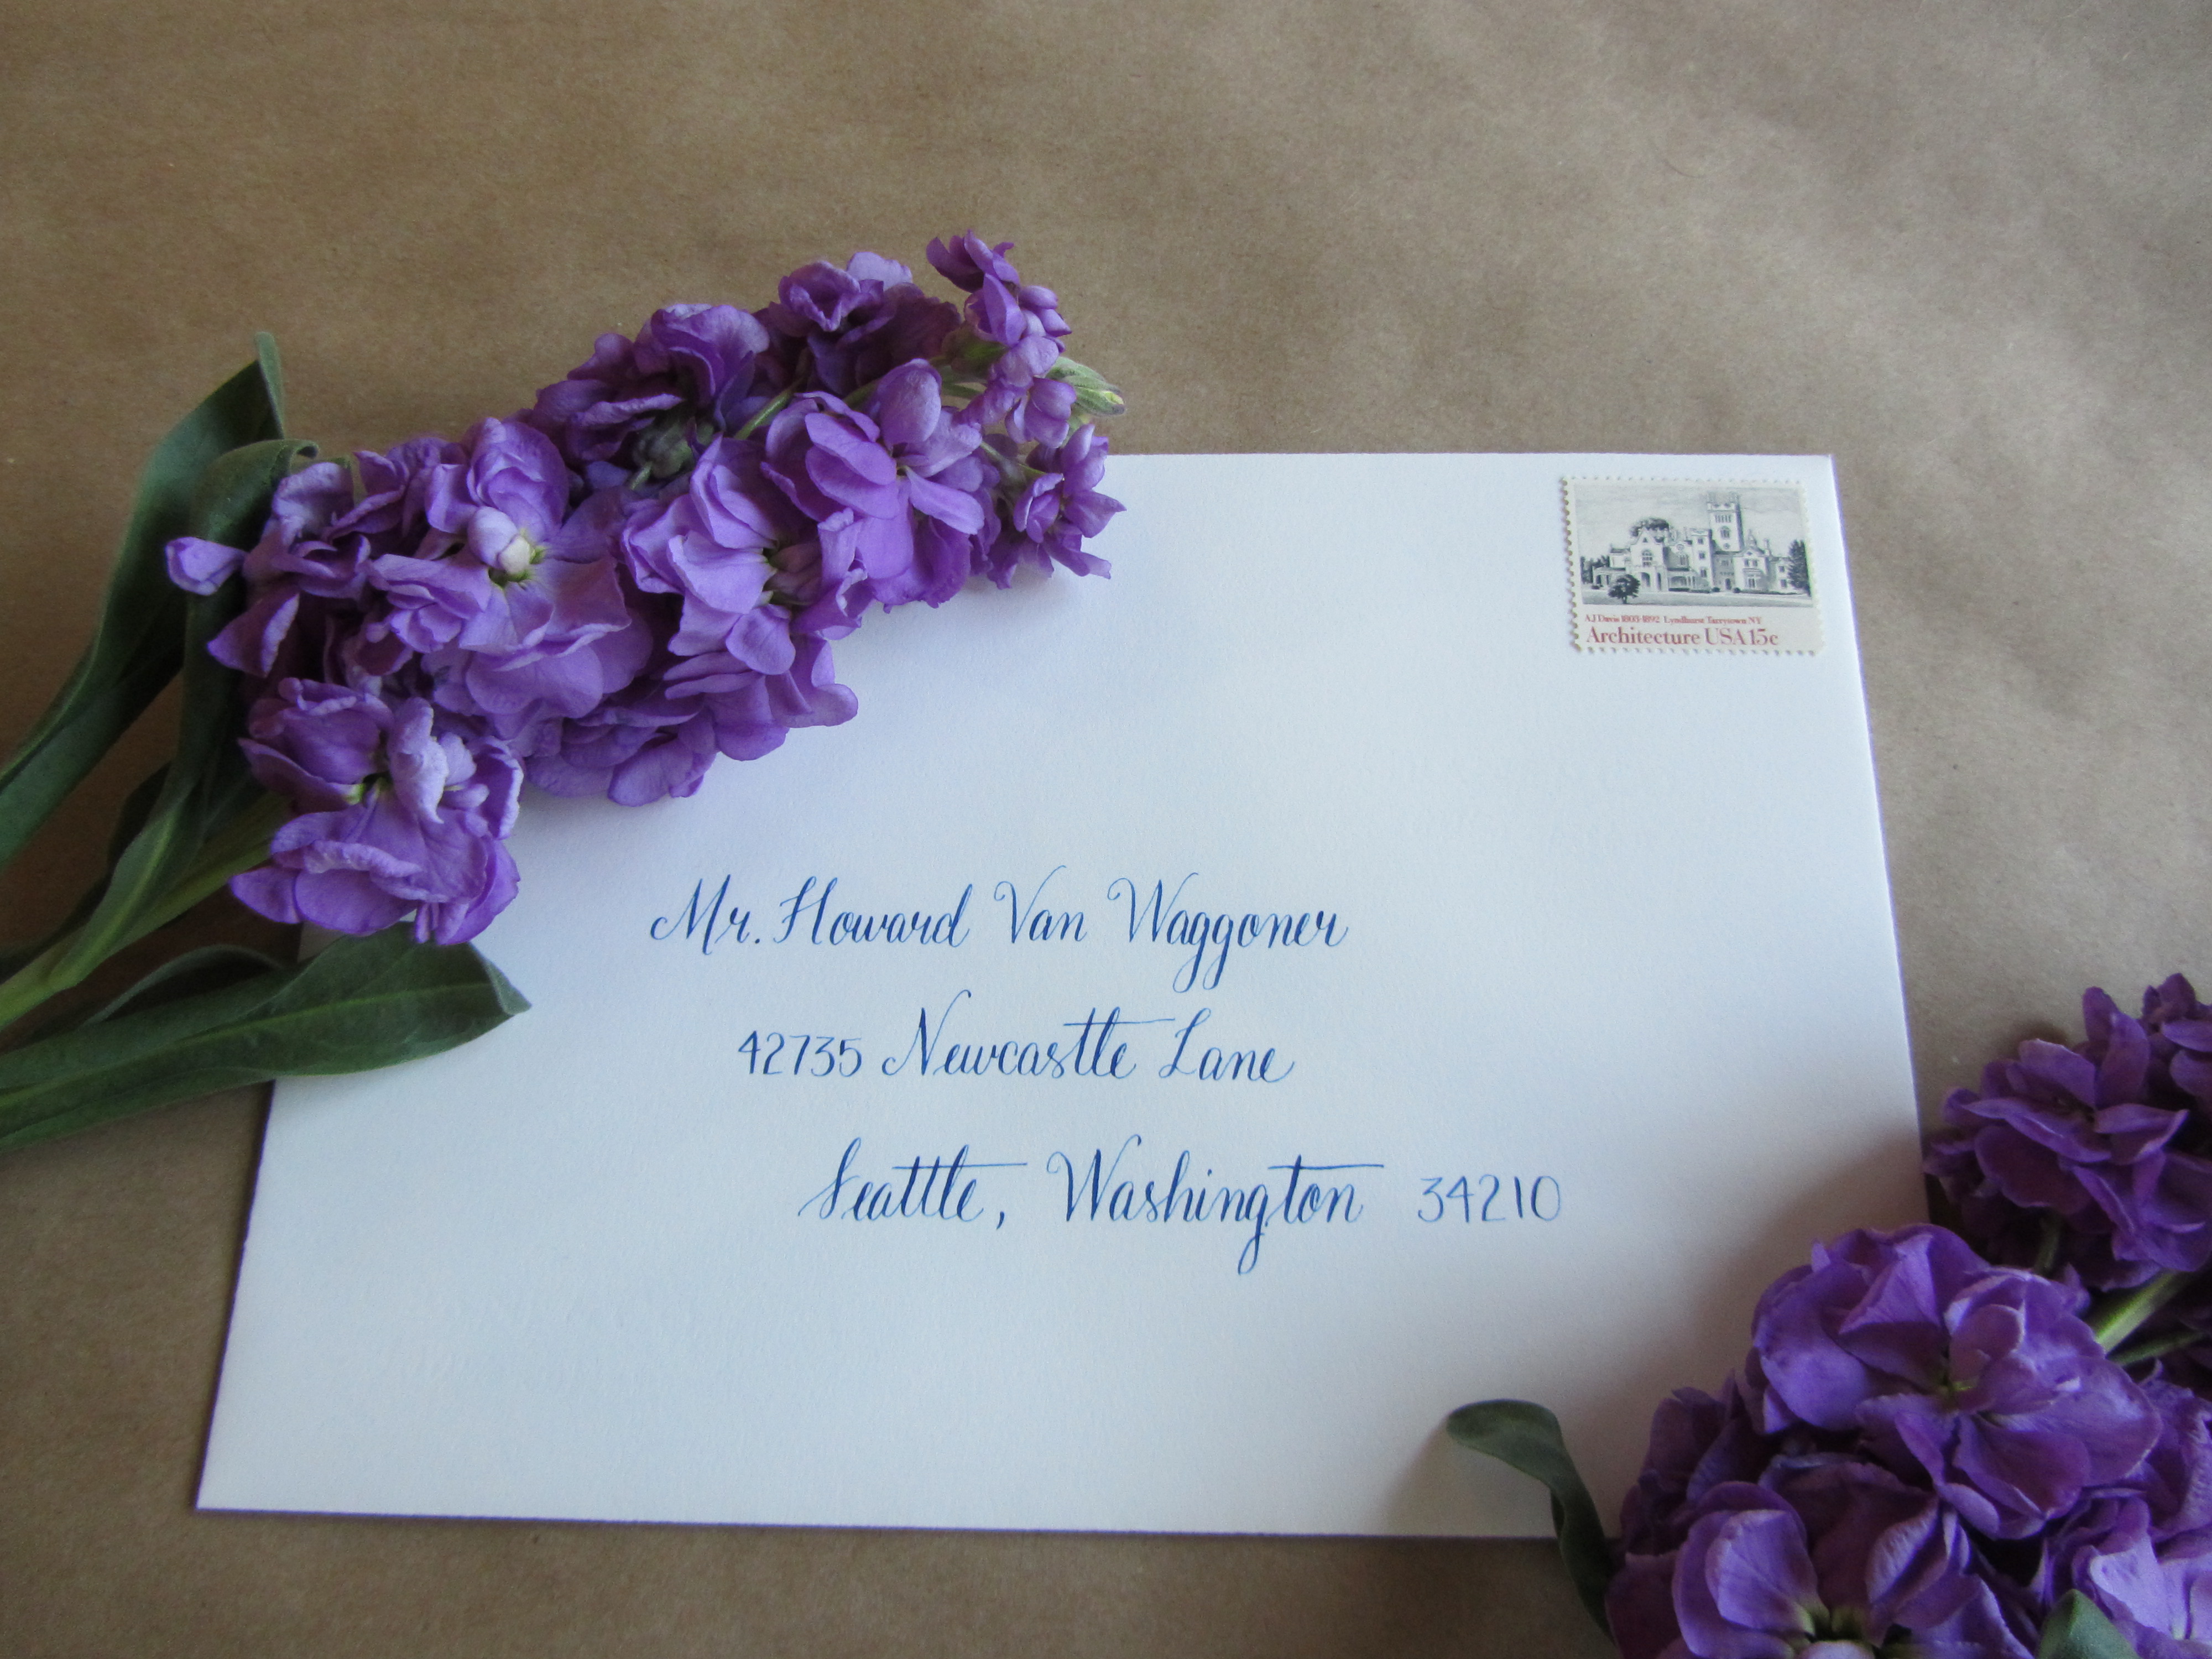 AJ Davis 1803-1892 Lyndhurst Tarrytown NY
Architecture USA 15c
Mr. Howard Van Waggoner
42735 Newcastle Lane
Seattle, Washington 34210